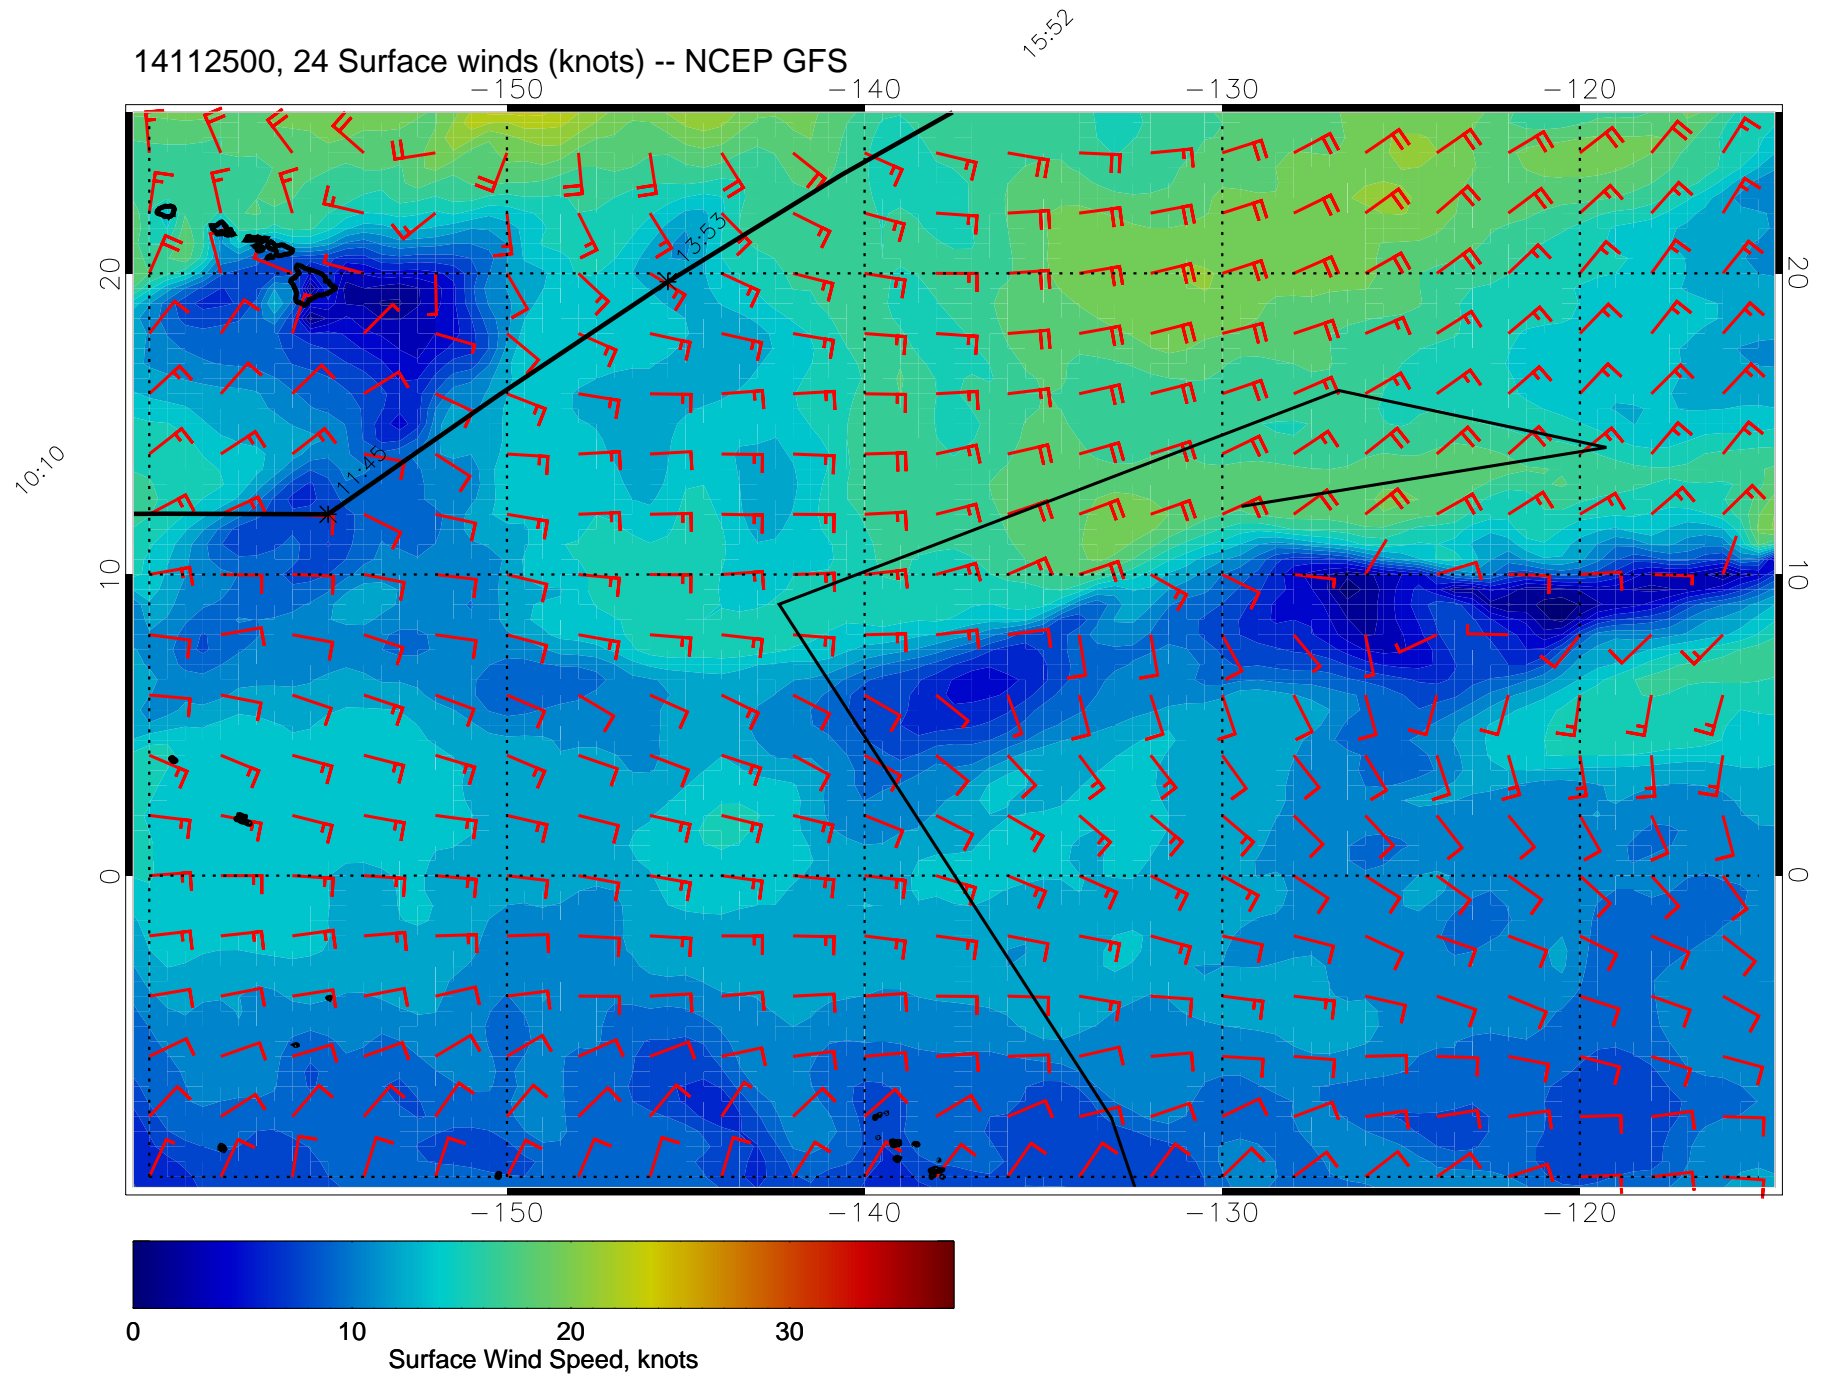 15:52
14112500, 24 Surface winds (knots) -- NCEP GFS
-150 -140 -130 -120
20 20
13:53
10:10
11:45
10 10
0 0
-150 -140 -130 -120
0 10 20 30
Surface Wind Speed, knots